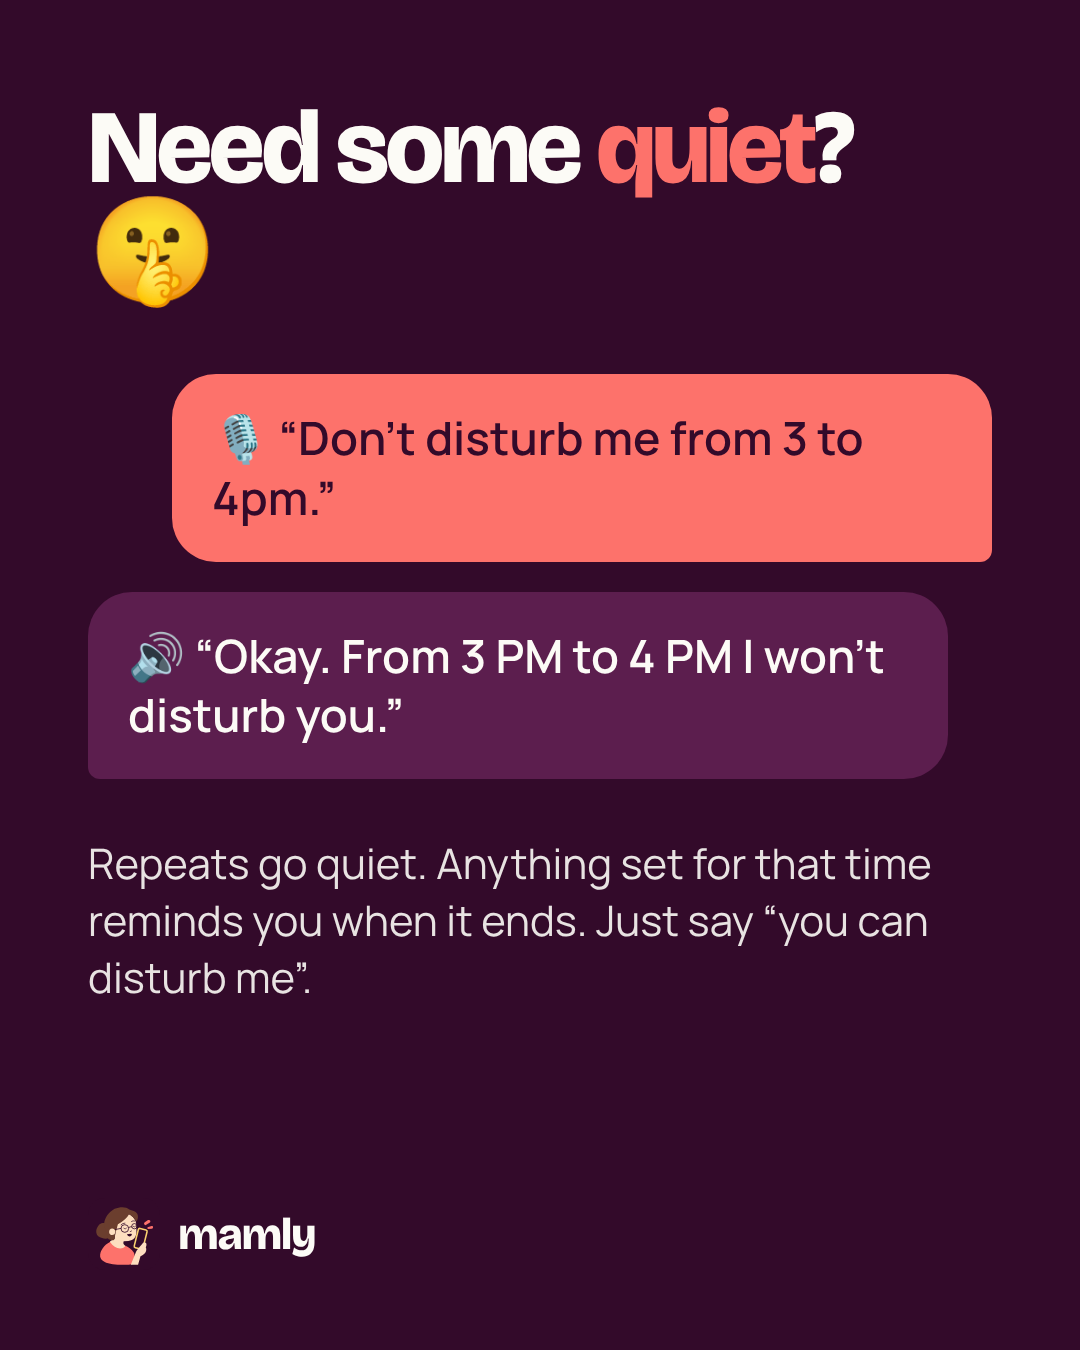 Need some quiet?
🤫
🎙️ “Don’t disturb me from 3 to
4pm.”
🔊 “Okay. From 3 PM to 4 PM I won’t
disturb you.”
Repeats go quiet. Anything set for that time
reminds you when it ends. Just say “you can
disturb me”.
mamly